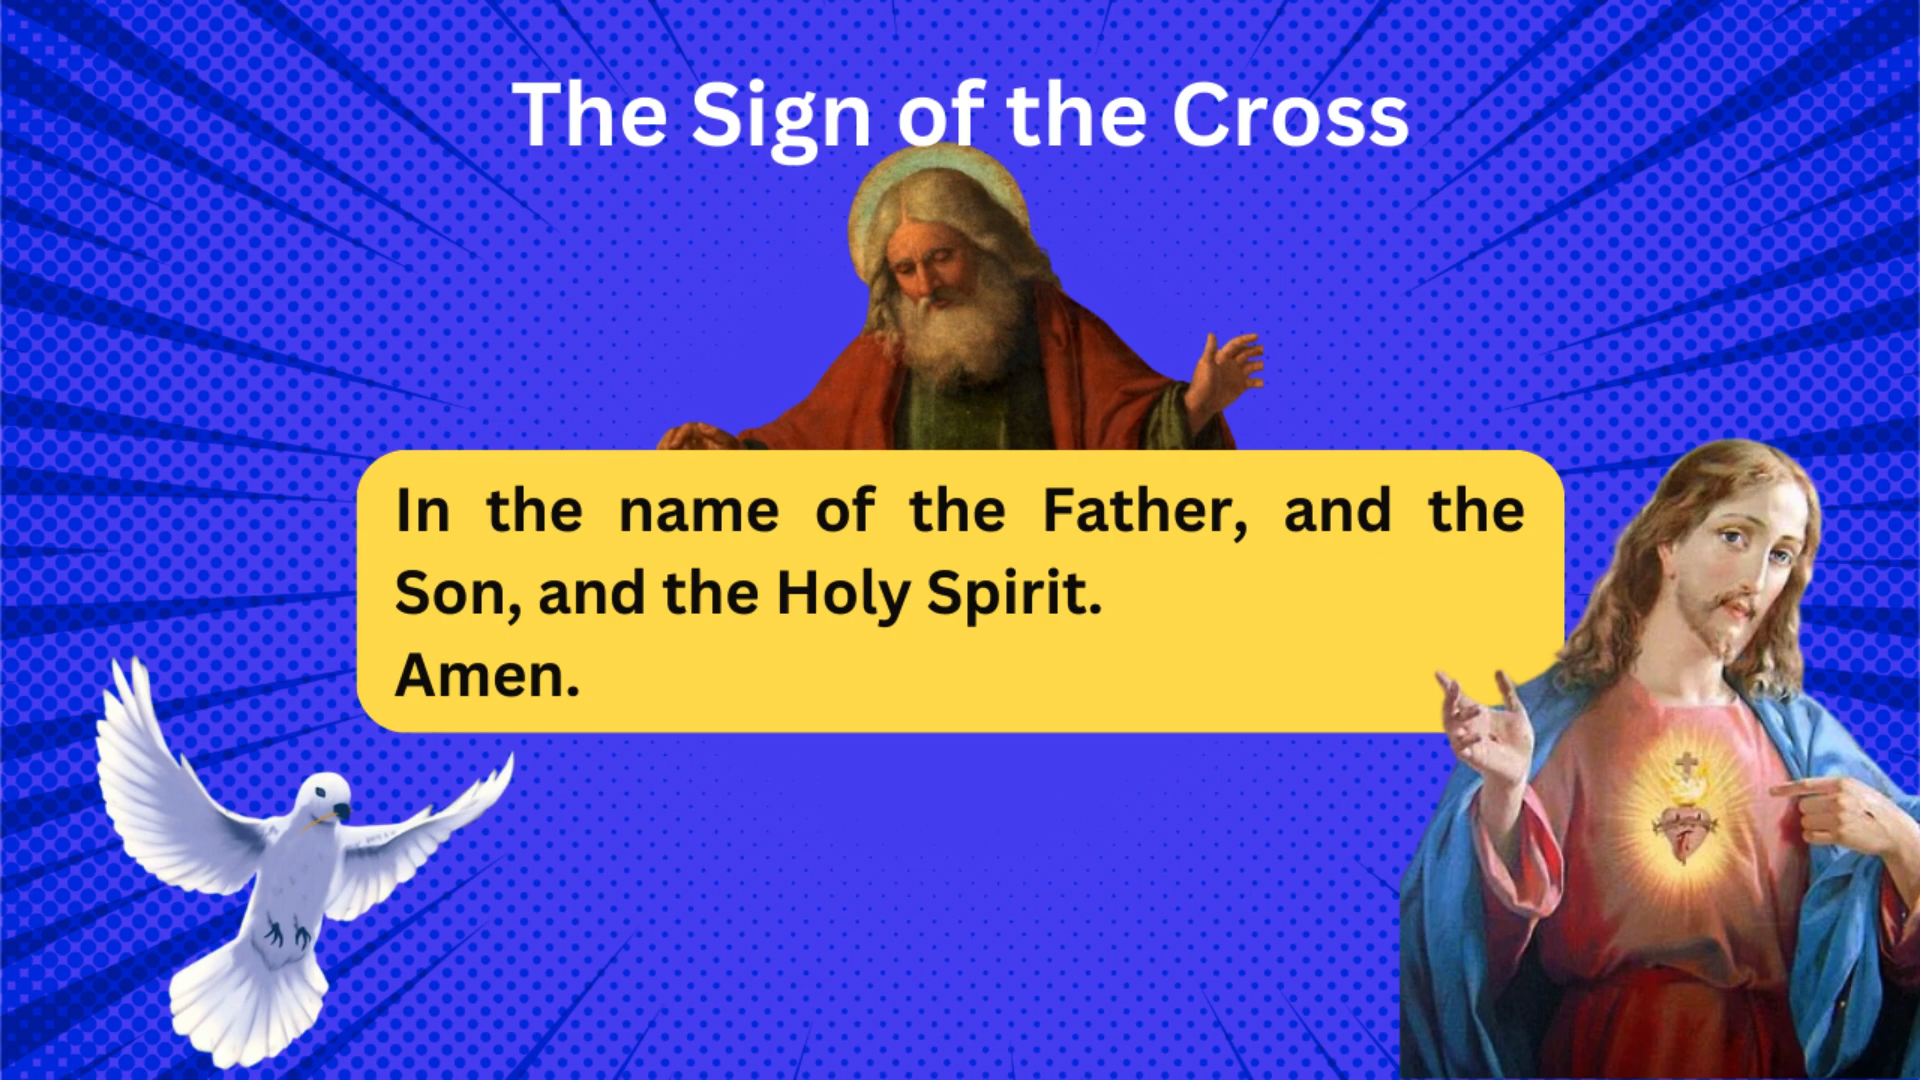 The Sign of the Cross
In the name of the Father, and the
Son, and the Holy Spirit.
Amen.